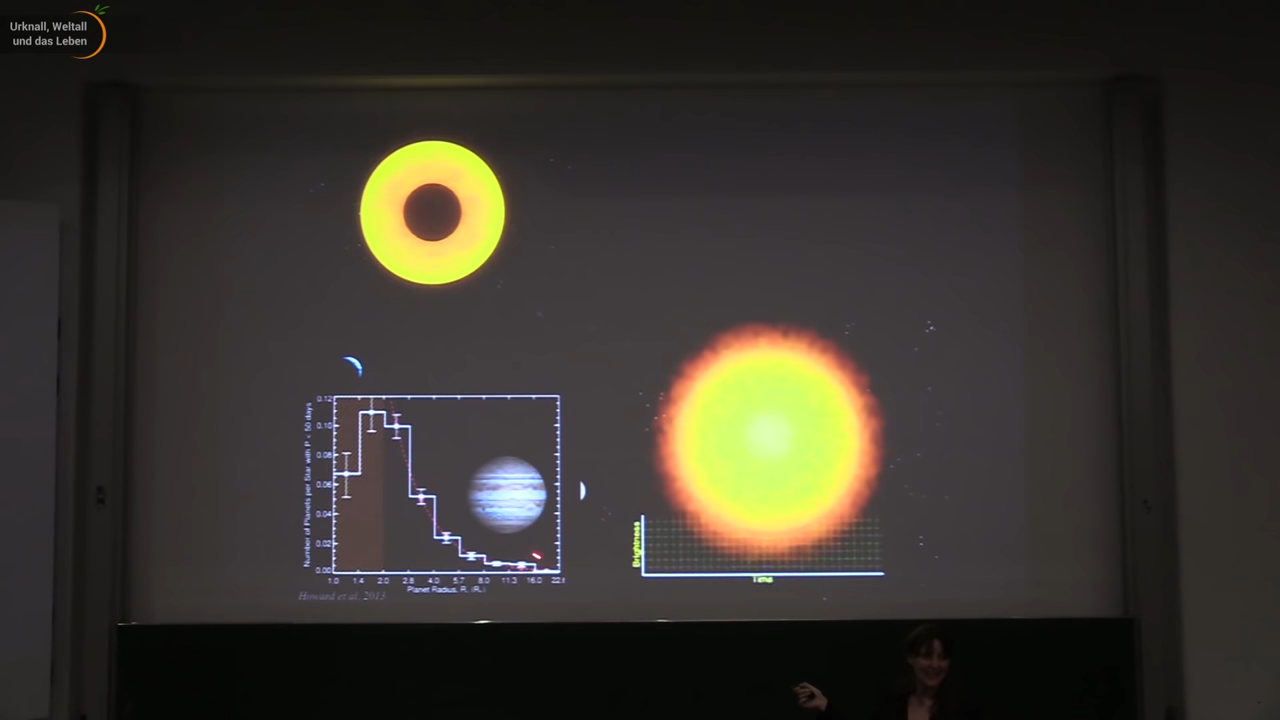 Urknall, Weltall
und das Leben
Number of Planets per Star with P < 50 days
0.12
0.10
0.08
0.06
0.04
0.02
0.00
1.0 1.4 2.0 2.8 4.0 5.7 8.0 11.3 16.0 22.6
Planet Radius, R
Howard et al. 2013
Brightness
Time